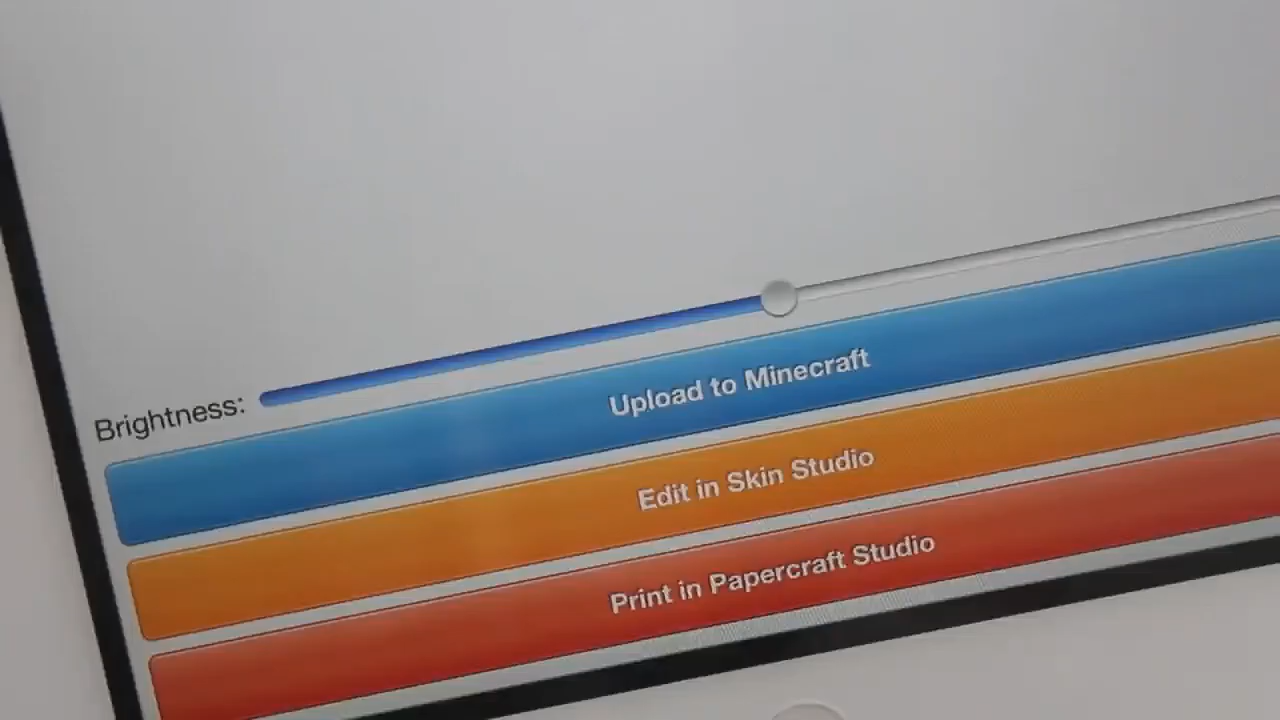 Brightness:
Upload to Minecraft
Edit in Skin Studio
Print in Papercraft Studio